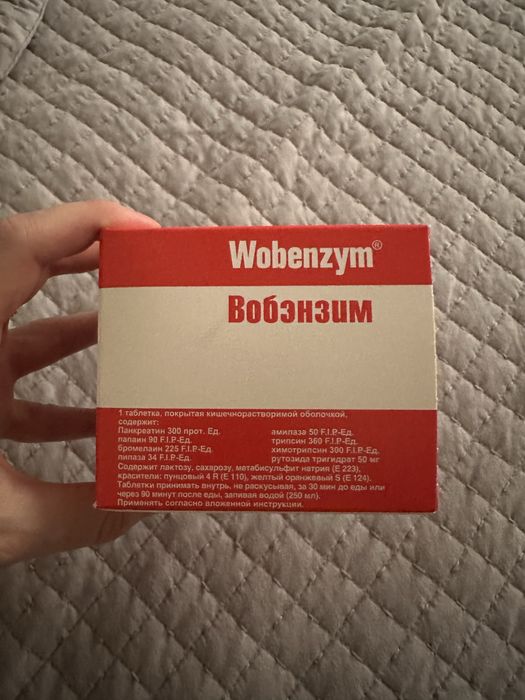 Wobenzym®
Вобэнзим
1 таблетка, покрытая кишечнорастворимой оболочкой,
содержит:
Панкреатин 300 прот. Ед.
папаин 90 F.I.P-Ед.
бромелаин 225 F.I.P-Ед.
липаза 34 F.I.P-Ед.
амилаза 50 F.I.P-Ед.
трипсин 360 F.I.P-Ед.
химотрипсин 300 F.I.P-Ед.
рутозида тригидрат 50 мг
Содержит лактозу, сахарозу, метабисульфит натрия (Е 223),
красители: пунцовый 4 R (Е 110), желтый оранжевый S (Е 124).
Таблетки принимать внутрь, не раскусывая, за 30 мин до еды или
через 90 минут после еды, запивая водой (250 мл).
Применять согласно вложенной инструкции.